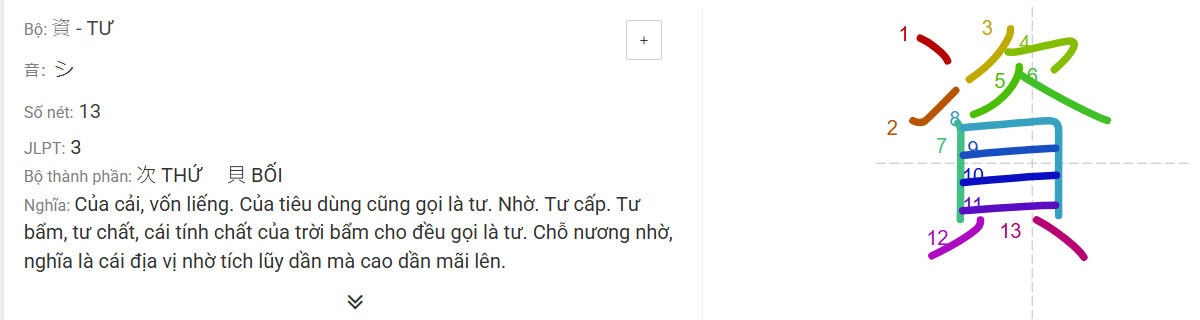 Bộ: 資 - TƯ
+
音: シ
Số nét: 13
JLPT: 3
Bộ thành phần: 次 THỨ 貝 BỐI
Nghĩa: Của cải, vốn liếng. Của tiêu dùng cũng gọi là tư. Nhờ. Tư cấp. Tư
bẩm, tư chất, cái tính chất của trời bẩm cho đều gọi là tư. Chỗ nương nhờ,
nghĩa là cái địa vị nhờ tích lũy dần mà cao dần mãi lên.
資
1
2
3
4
5
6
7
8
9
10
11
12
13